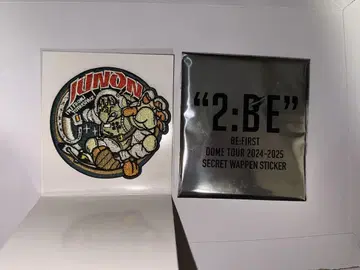 JUNON
"2:BE"
BE:FIRST
DOME TOUR 2024-2025
SECRET WAPPEN STICKER